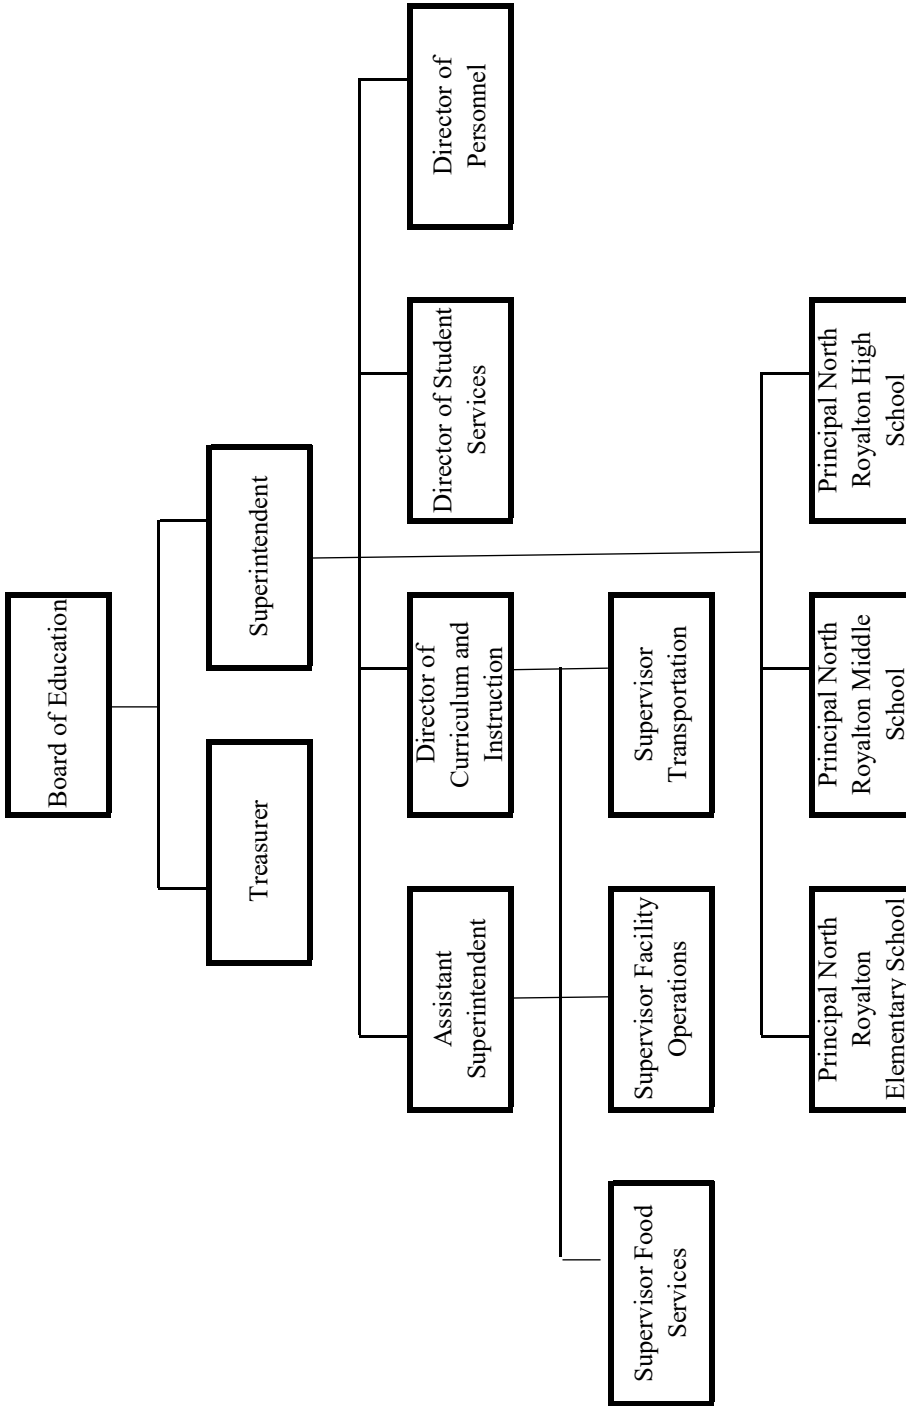 Board of Education
Treasurer
Superintendent
Assistant
Superintendent
Director of
Curriculum and
Instruction
Director of Student
Services
Director of
Personnel
Supervisor Food
Services
Supervisor Facility
Operations
Supervisor
Transportation
Principal North
Royalton
Elementary School
Principal North
Royalton Middle
School
Principal North
Royalton High
School